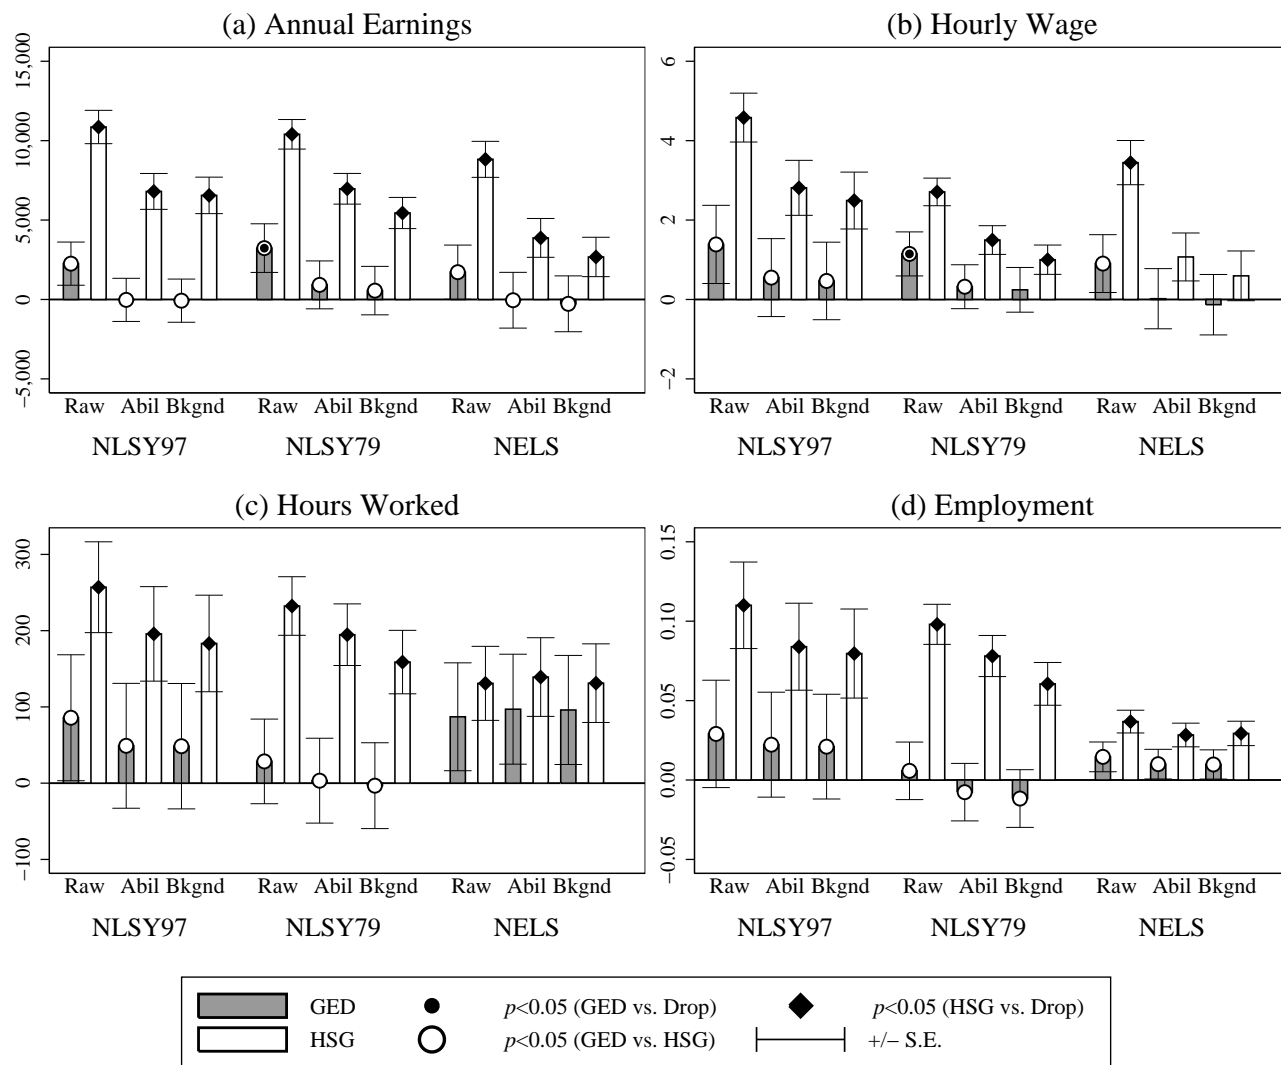 (a) Annual Earnings
15,000
10,000
5,000
0
−5,000
Raw Abil Bkgnd Raw Abil Bkgnd Raw Abil Bkgnd
NLSY97 NLSY79 NELS
(b) Hourly Wage
6
4
2
0
−2
Raw Abil Bkgnd Raw Abil Bkgnd Raw Abil Bkgnd
NLSY97 NLSY79 NELS
(c) Hours Worked
300
200
100
0
−100
Raw Abil Bkgnd Raw Abil Bkgnd Raw Abil Bkgnd
NLSY97 NLSY79 NELS
(d) Employment
0.15
0.10
0.05
0.00
−0.05
Raw Abil Bkgnd Raw Abil Bkgnd Raw Abil Bkgnd
NLSY97 NLSY79 NELS
GED p<0.05 (GED vs. Drop) p<0.05 (HSG vs. Drop)
HSG p<0.05 (GED vs. HSG) +/− S.E.